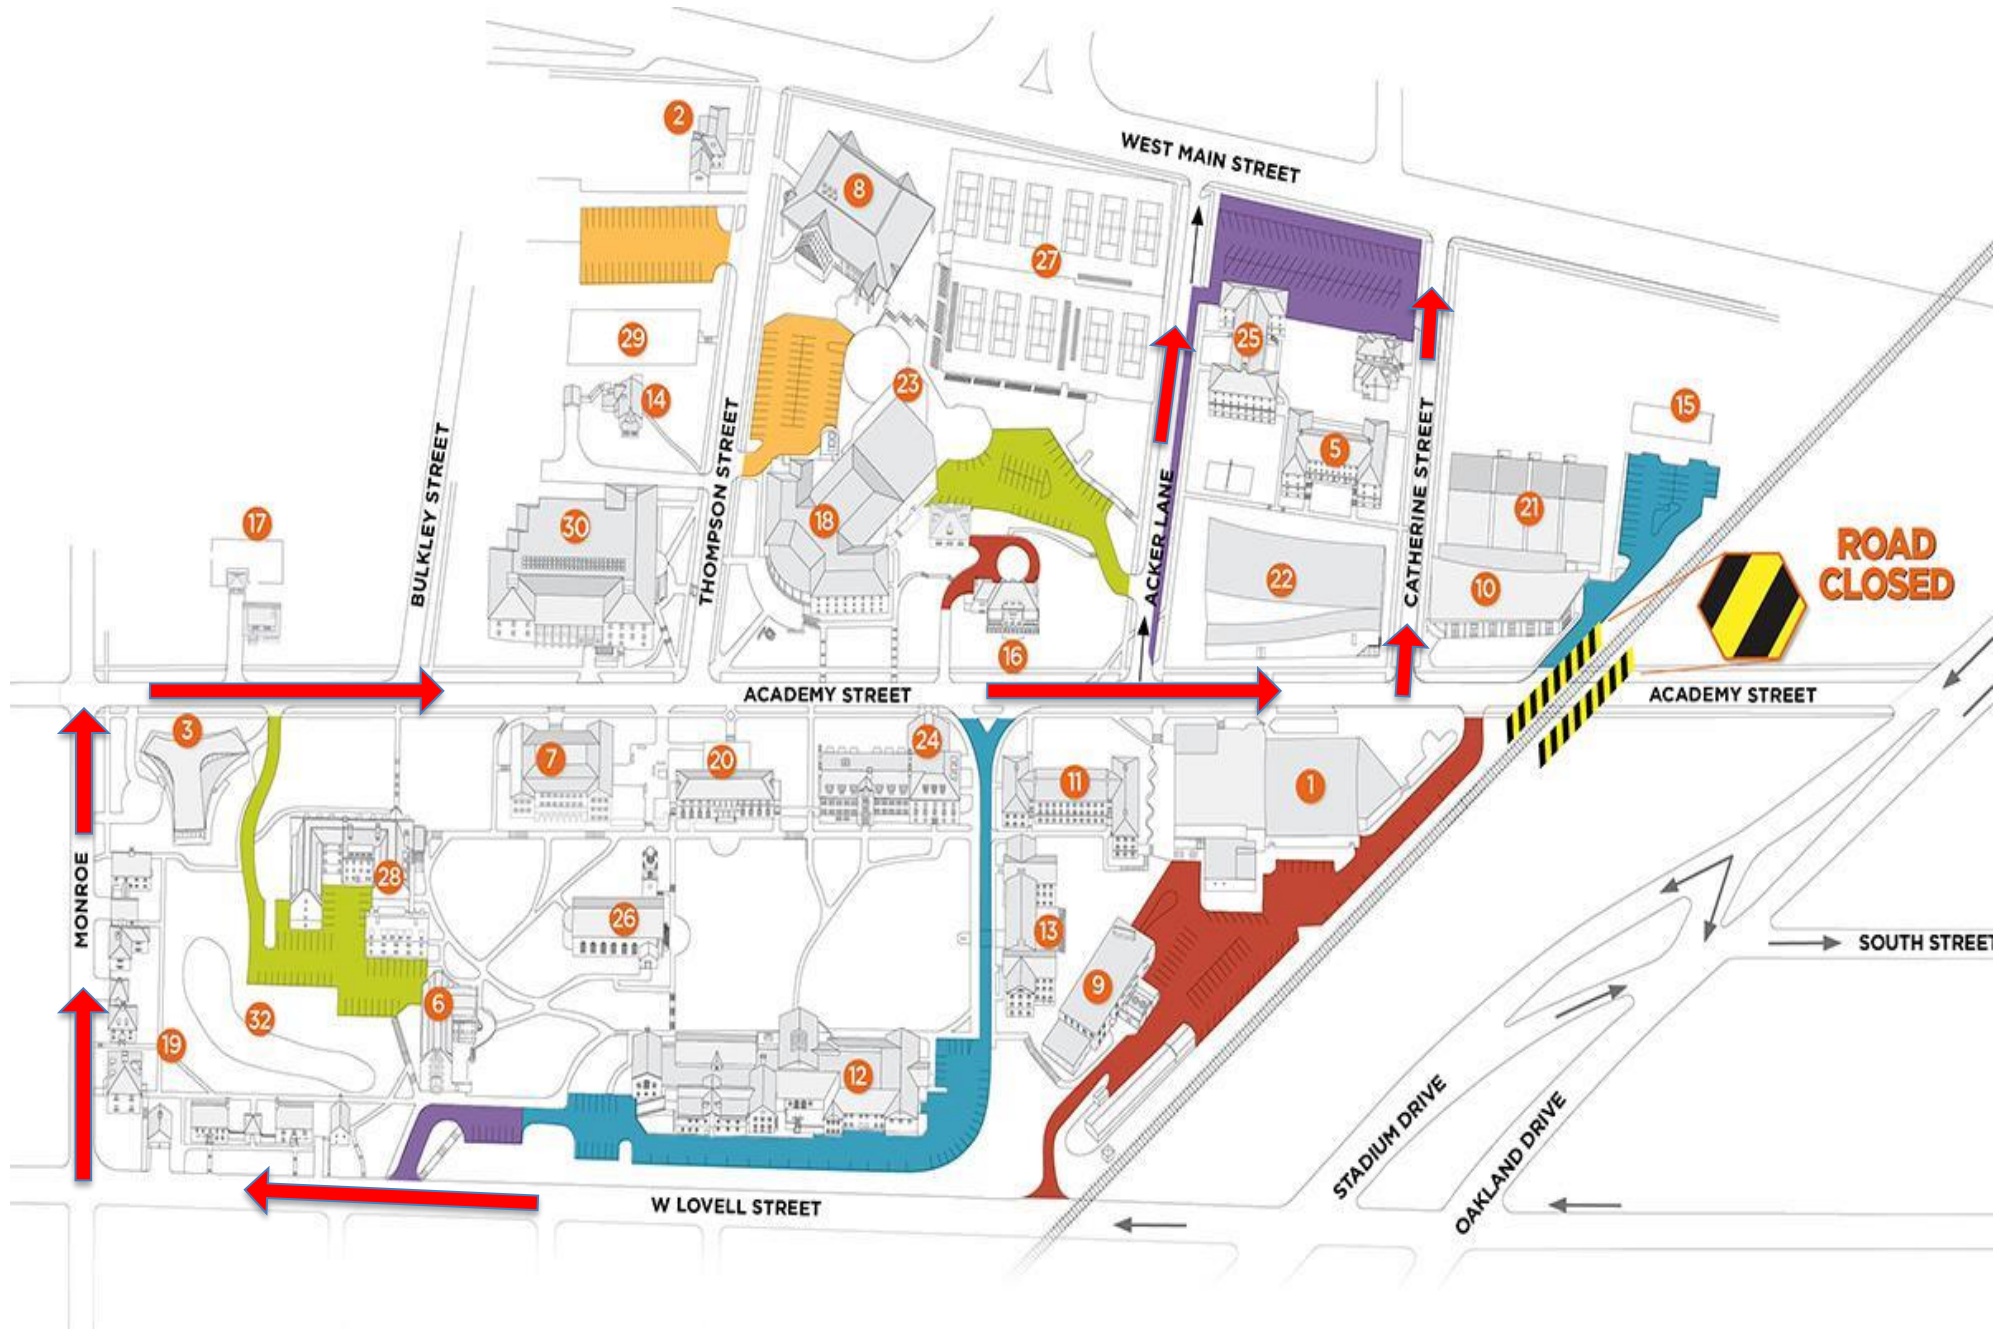 WEST MAIN STREET
2
8
27
29
25
14
23
5
15
BULKLEY STREET
THOMPSON STREET
ACKER LANE
CATHERINE STREET
17
30
18
22
21
10
16
ROAD
CLOSED
ACADEMY STREET
ACADEMY STREET
3
7
20
24
11
1
MONROE
28
26
13
9
SOUTH STREET
6
32
19
12
STADIUM DRIVE
OAKLAND DRIVE
W LOVELL STREET